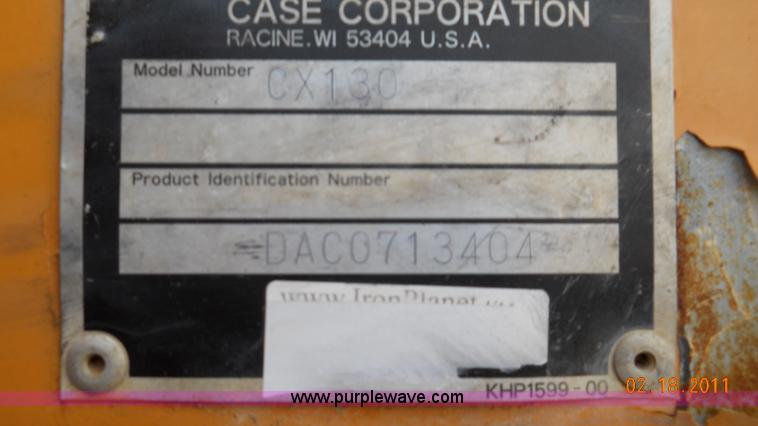 CASE CORPORATION
RACINE. WI 53404 U.S.A.
Model Number CX130
Product Identification Number
DAC0713404
www.IronPlanet
KHP1599-00
02.18.2011
www.purplewave.com